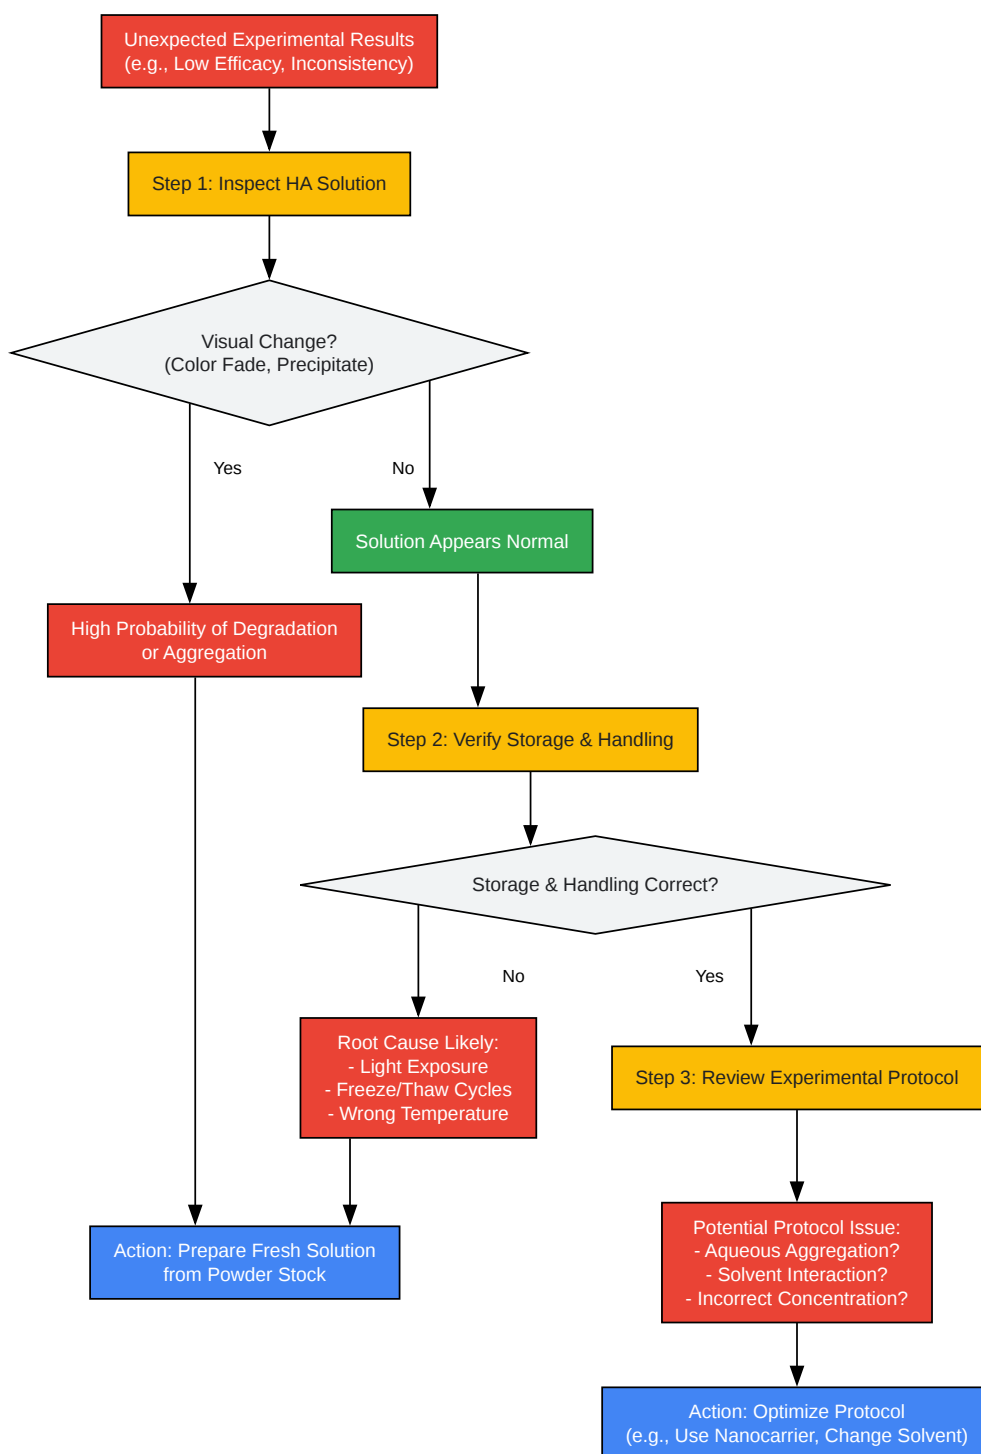 Unexpected Experimental Results
(e.g., Low Efficacy, Inconsistency)
Step 1: Inspect HA Solution
Visual Change?
(Color Fade, Precipitate)
Yes
No
Solution Appears Normal
High Probability of Degradation
or Aggregation
Step 2: Verify Storage & Handling
Storage & Handling Correct?
No
Yes
Root Cause Likely:
- Light Exposure
- Freeze/Thaw Cycles
- Wrong Temperature
Step 3: Review Experimental Protocol
Action: Prepare Fresh Solution
from Powder Stock
Potential Protocol Issue:
- Aqueous Aggregation?
- Solvent Interaction?
- Incorrect Concentration?
Action: Optimize Protocol
(e.g., Use Nanocarrier, Change Solvent)